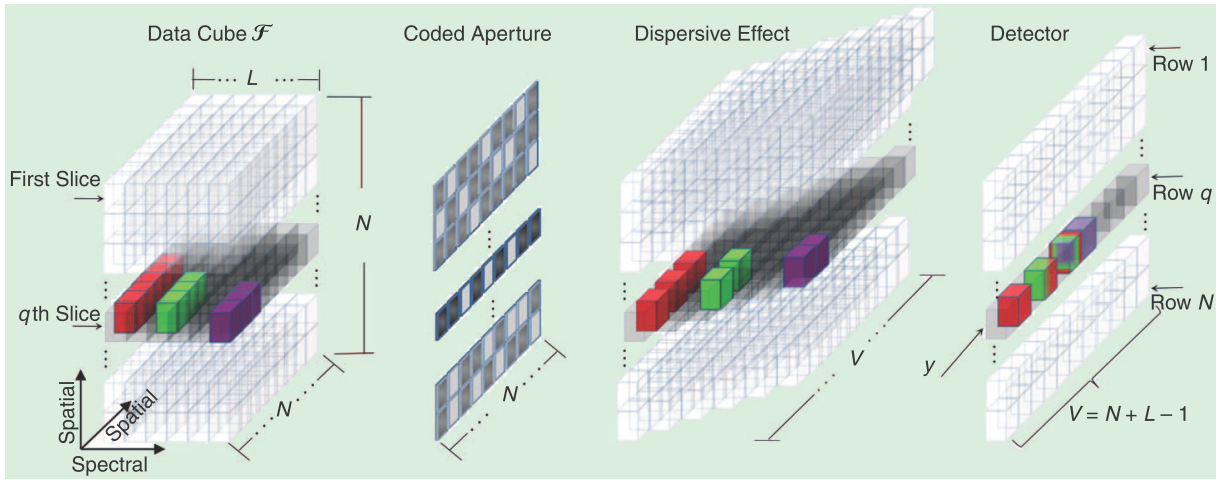 Data Cube ℱ
Coded Aperture
Dispersive Effect
Detector
··· L ···
Row 1
First Slice
N
Row q
qth Slice
Row N
V
y
N
N
V = N + L − 1
Spatial
Spatial
Spectral